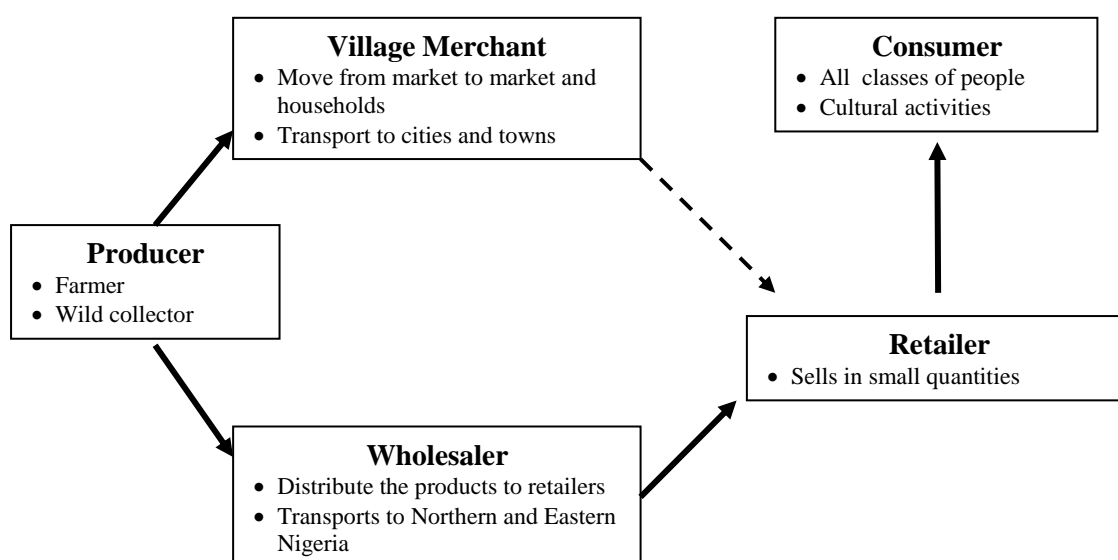 Village Merchant
• Move from market to market and
households
• Transport to cities and towns
Consumer
• All classes of people
• Cultural activities
Producer
• Farmer
• Wild collector
Retailer
• Sells in small quantities
Wholesaler
• Distribute the products to retailers
• Transports to Northern and Eastern
Nigeria